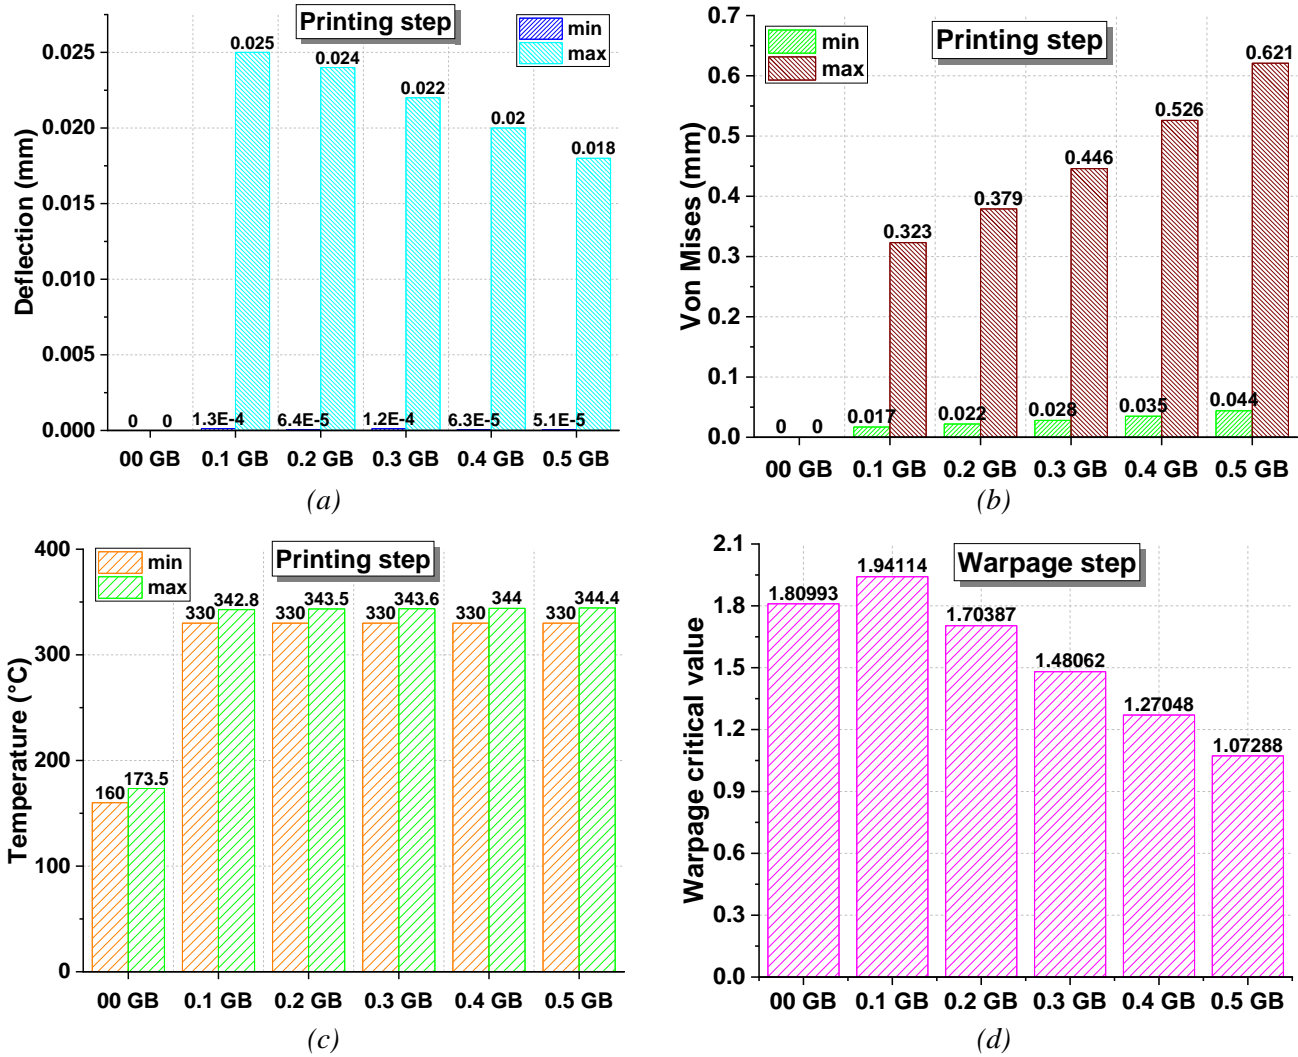 Printing step
min
max
Deflection (mm)
0.025
0.020
0.015
0.010
0.005
0.000
0 0 1.3E-4 0.025 6.4E-5 0.024 1.2E-4 0.022 6.3E-5 0.02 5.1E-5 0.018
00 GB 0.1 GB 0.2 GB 0.3 GB 0.4 GB 0.5 GB
(a)
Printing step
min
max
Von Mises (mm)
0.7
0.6
0.5
0.4
0.3
0.2
0.1
0.0
0 0 0.017 0.323 0.022 0.379 0.028 0.446 0.035 0.526 0.044 0.621
00 GB 0.1 GB 0.2 GB 0.3 GB 0.4 GB 0.5 GB
(b)
Printing step
min
max
Temperature (°C)
400
300
200
100
0
160 173.5 330 342.8 330 343.5 330 343.6 330 344 330 344.4
00 GB 0.1 GB 0.2 GB 0.3 GB 0.4 GB 0.5 GB
(c)
Warpage step
Warpage critical value
2.1
1.8
1.5
1.2
0.9
0.6
0.3
0.0
1.80993 1.94114 1.70387 1.48062 1.27048 1.07288
00 GB 0.1 GB 0.2 GB 0.3 GB 0.4 GB 0.5 GB
(d)